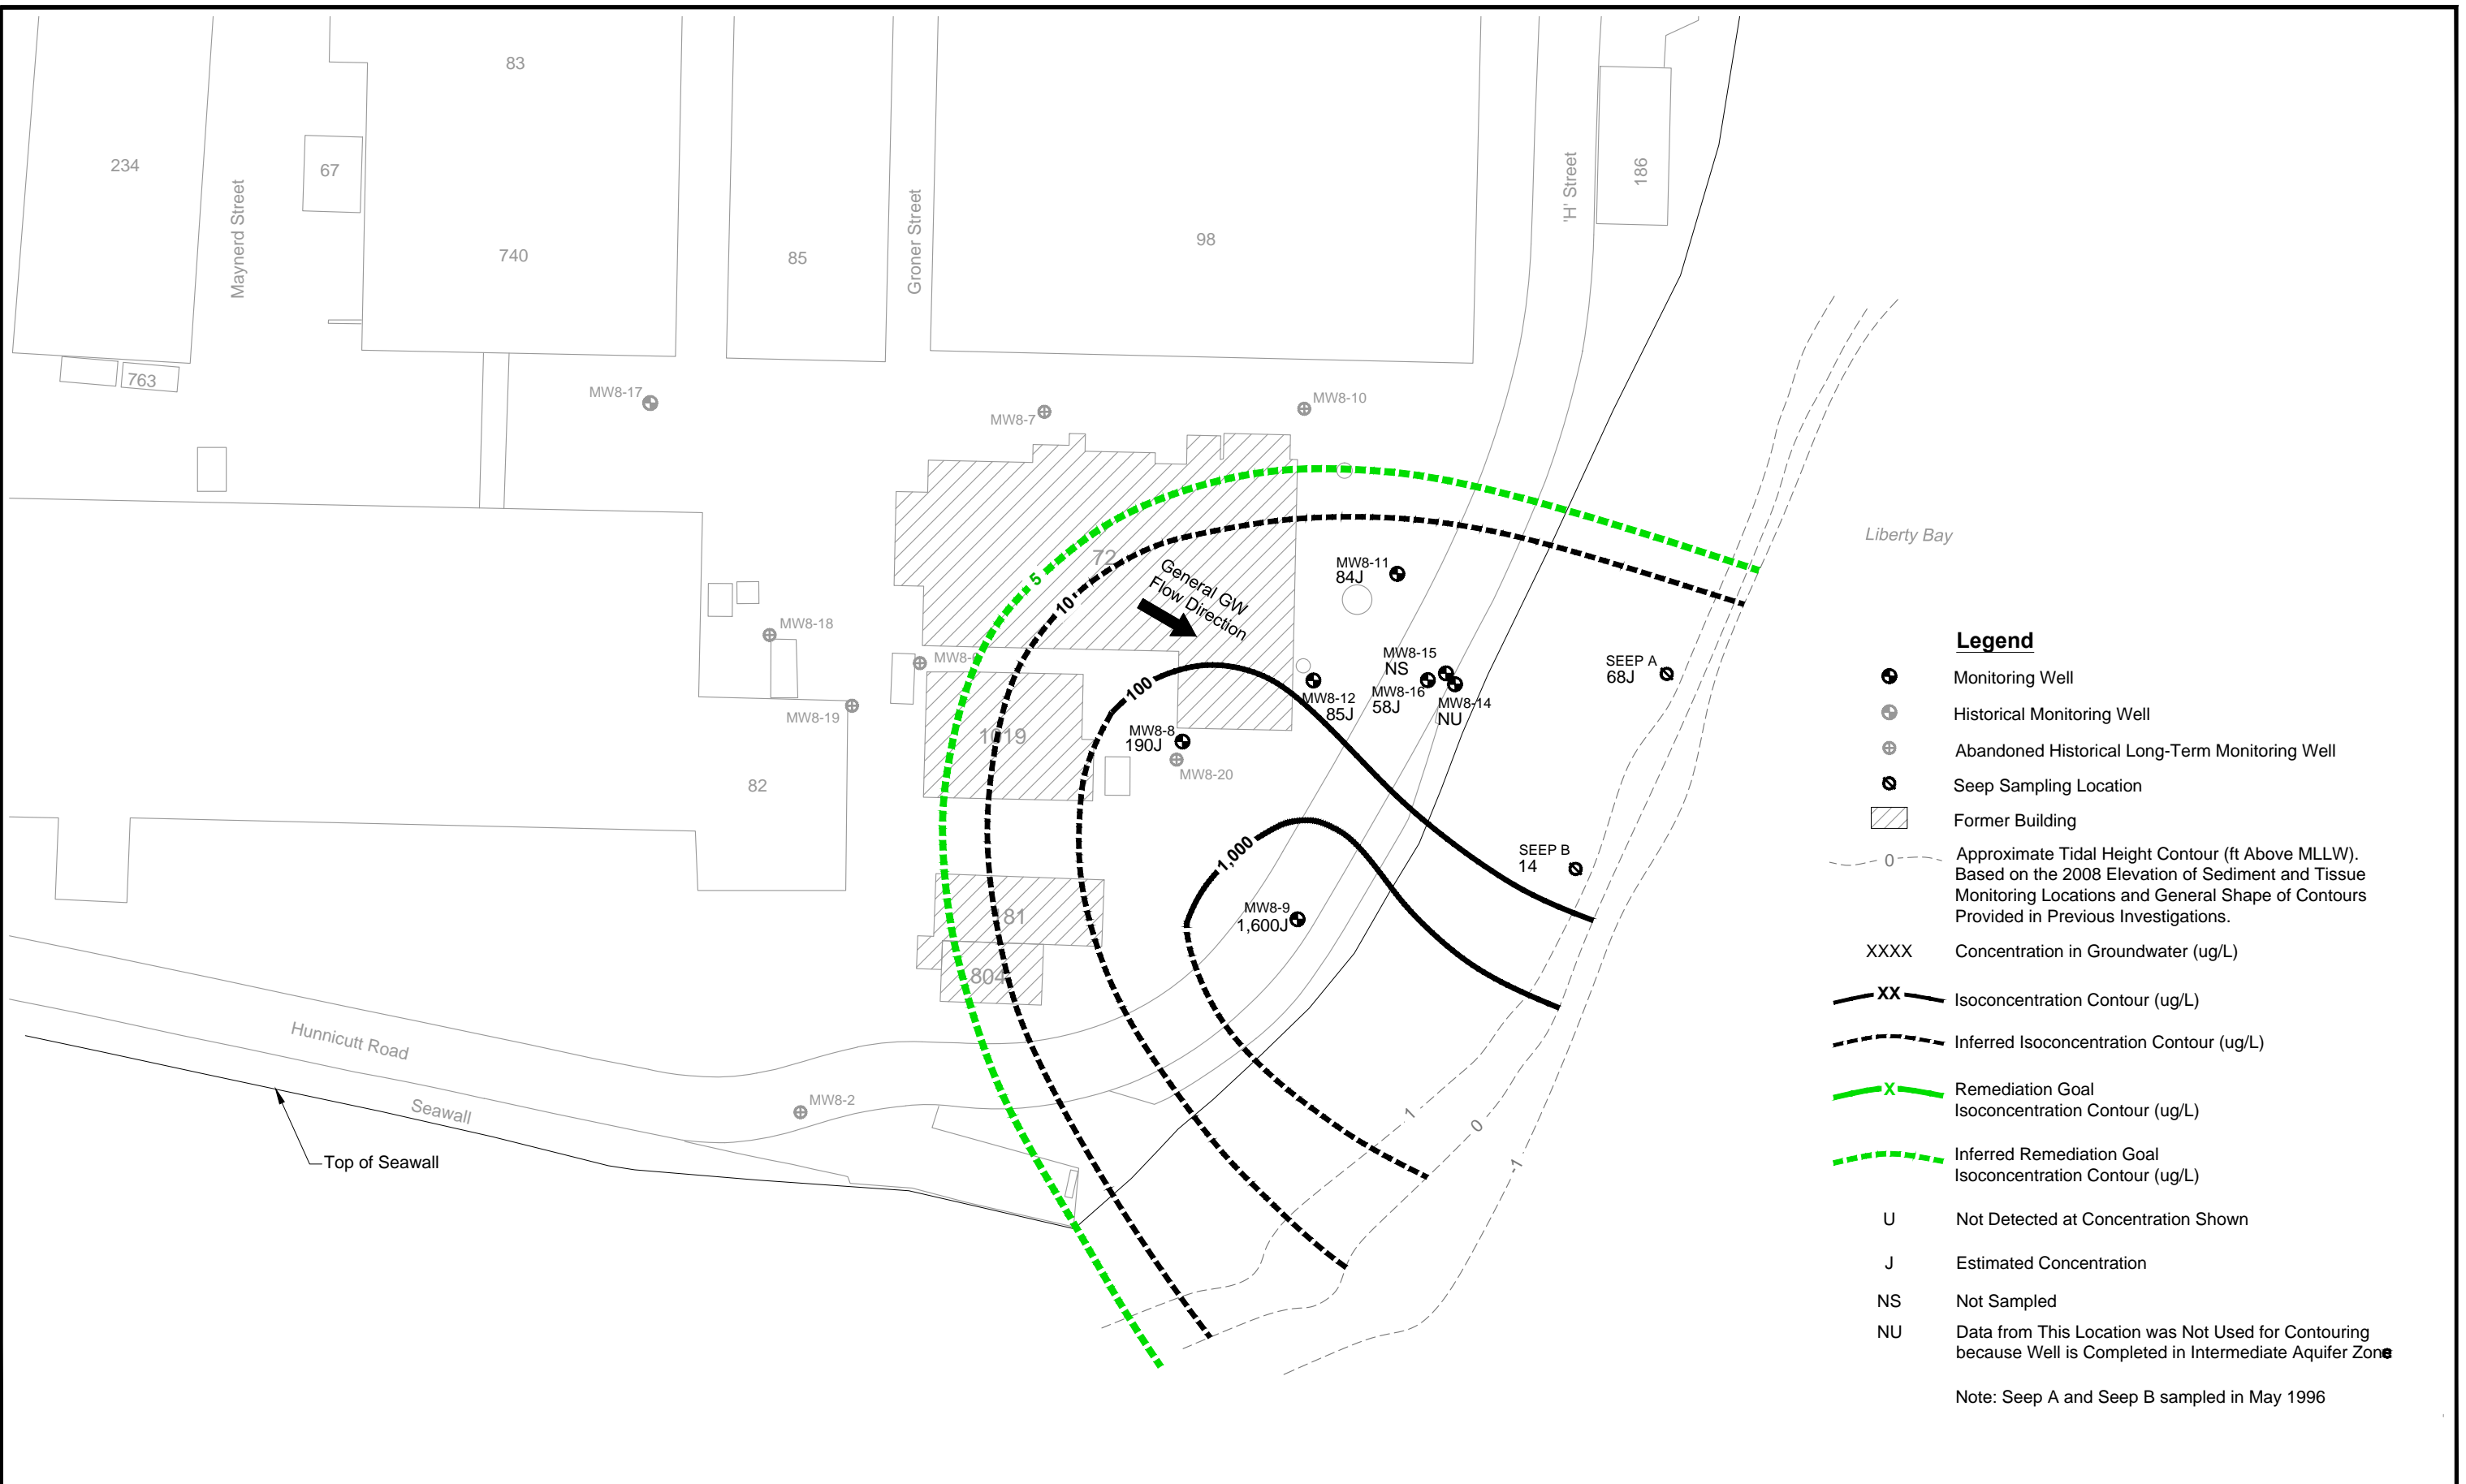 83
234
67
Maynerd Street
740
85
Groner Street
98
'H' Street
186
763
MW8-17
MW8-7
MW8-10
Liberty Bay
72
5
10
General GW
Flow Direction
MW8-11
84J
MW8-18
MW8-15
NS
MW8-16
58J
MW8-14
NU
MW8-12
85J
SEEP A
68J
100
MW8-19
1019
MW8-8
190J
MW8-20
82
1,000
SEEP B
14
MW8-9
1,600J
81
804
Hunnicutt Road
Seawall
MW8-2
Top of Seawall
1
0
-1
Legend
Monitoring Well
Historical Monitoring Well
Abandoned Historical Long-Term Monitoring Well
Seep Sampling Location
Former Building
0
Approximate Tidal Height Contour (ft Above MLLW).
Based on the 2008 Elevation of Sediment and Tissue
Monitoring Locations and General Shape of Contours
Provided in Previous Investigations.
XXXX Concentration in Groundwater (ug/L)
XX Isoconcentration Contour (ug/L)
Inferred Isoconcentration Contour (ug/L)
X Remediation Goal
Isoconcentration Contour (ug/L)
Inferred Remediation Goal
Isoconcentration Contour (ug/L)
U Not Detected at Concentration Shown
J Estimated Concentration
NS Not Sampled
NU Data from This Location was Not Used for Contouring
because Well is Completed in Intermediate Aquifer Zone
Note: Seep A and Seep B sampled in May 1996